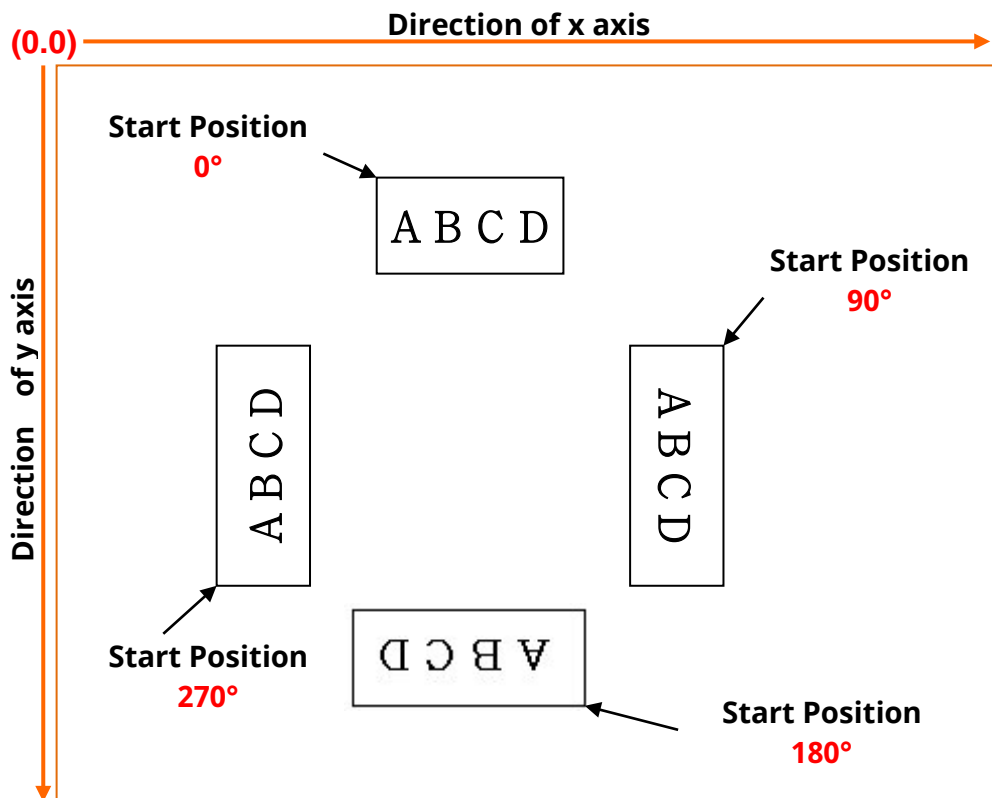 Direction of x axis
(0.0)
Start Position
0°
A B C D
Start Position
90°
Direction of y axis
A B C D
A B C D
Start Position
270°
A B C D
Start Position
180°